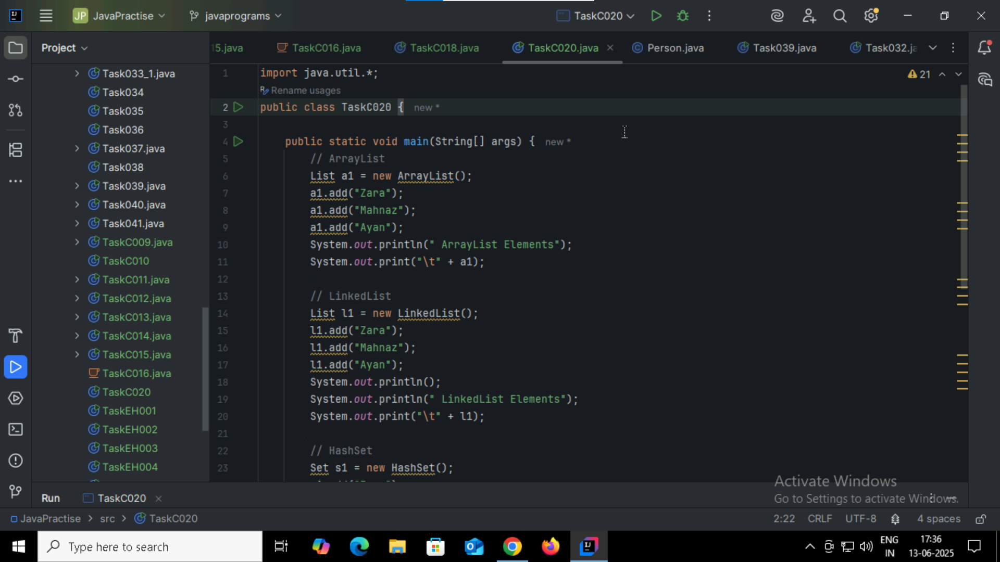 JP JavaPractise
javaprograms
TaskC020
Project
15.java
TaskC016.java
TaskC018.java
TaskC020.java
Person.java
Task039.java
Task032.ja
Task033_1.java
Task034
Task035
Task036
Task037.java
Task038
Task039.java
Task040.java
Task041.java
TaskC009.java
TaskC010
TaskC011.java
TaskC012.java
TaskC013.java
TaskC014.java
TaskC015.java
TaskC016.java
TaskC020
TaskEH001
TaskEH002
TaskEH003
TaskEH004
21
1 import java.util.*;
Rename usages
2 public class TaskC020 { new *
3
4 public static void main(String[] args) { new *
5 // ArrayList
6 List a1 = new ArrayList();
7 a1.add("Zara");
8 a1.add("Mahnaz");
9 a1.add("Ayan");
10 System.out.println(" ArrayList Elements");
11 System.out.print("\t" + a1);
12
13 // LinkedList
14 List l1 = new LinkedList();
15 l1.add("Zara");
16 l1.add("Mahnaz");
17 l1.add("Ayan");
18 System.out.println();
19 System.out.println(" LinkedList Elements");
20 System.out.print("\t" + l1);
21
22 // HashSet
23 Set s1 = new HashSet();
Activate Windows
Go to Settings to activate Windows.
Run TaskC020
JavaPractise > src > TaskC020
2:22 CRLF UTF-8 4 spaces
Type here to search
ENG
IN
17:36
13-06-2025